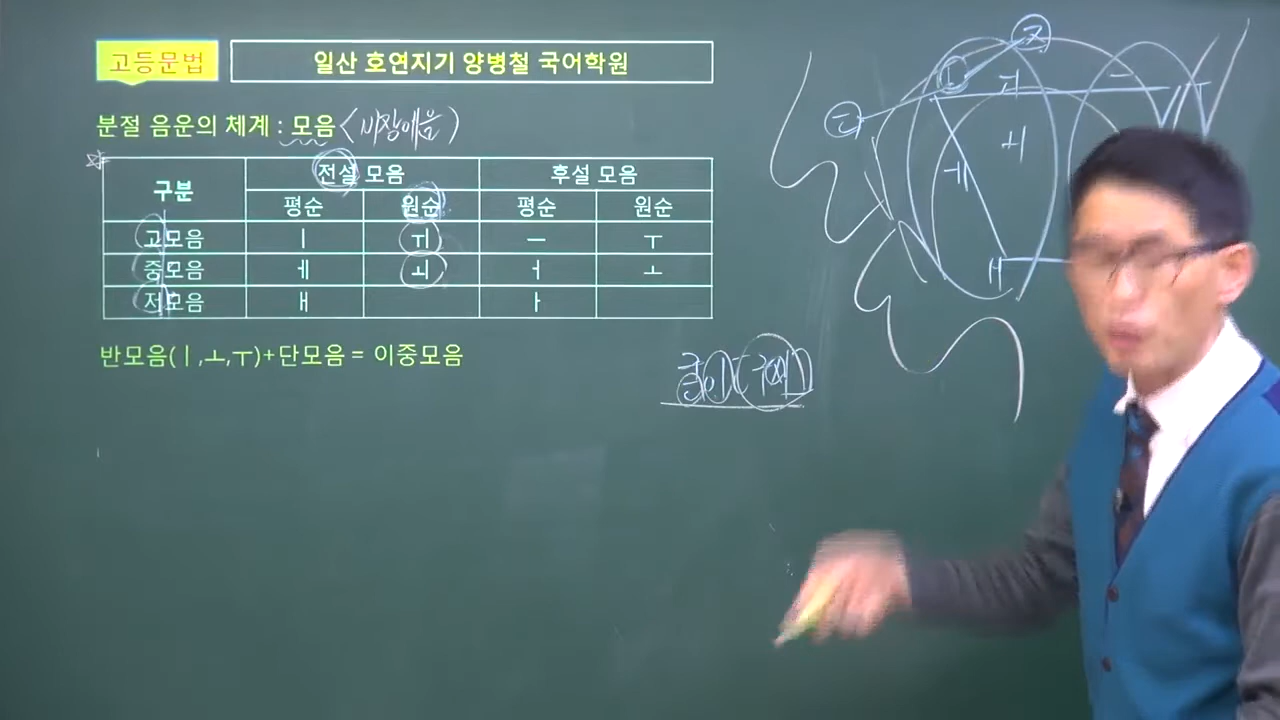 고등문법
일산 호연지기 양병철 국어학원
분절 음운의 체계 : 모음
구분 전설 모음 후설 모음
평순 원순 평순 원순
고모음 ㅣ ㅟ ㅡ ㅜ
중모음 ㅔ ㅚ ㅓ ㅗ
저모음 ㅐ ㅏ
반모음(ㅣ,ㅗ,ㅜ)+단모음 = 이중모음
ㅣ
ㅟ
ㅡ
ㅜ
ㅔ
ㅚ
ㅐ